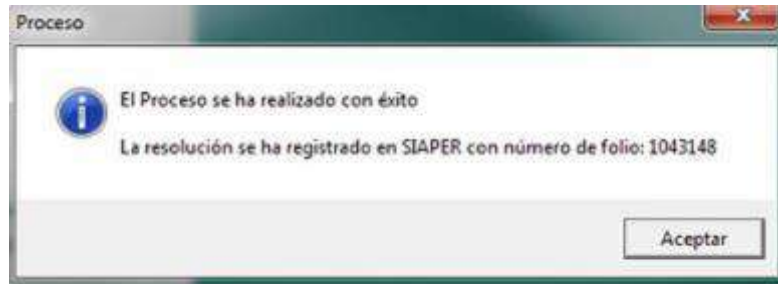 Proceso
El Proceso se ha realizado con éxito
La resolución se ha registrado en SIAPER con número de folio: 1043148
Aceptar